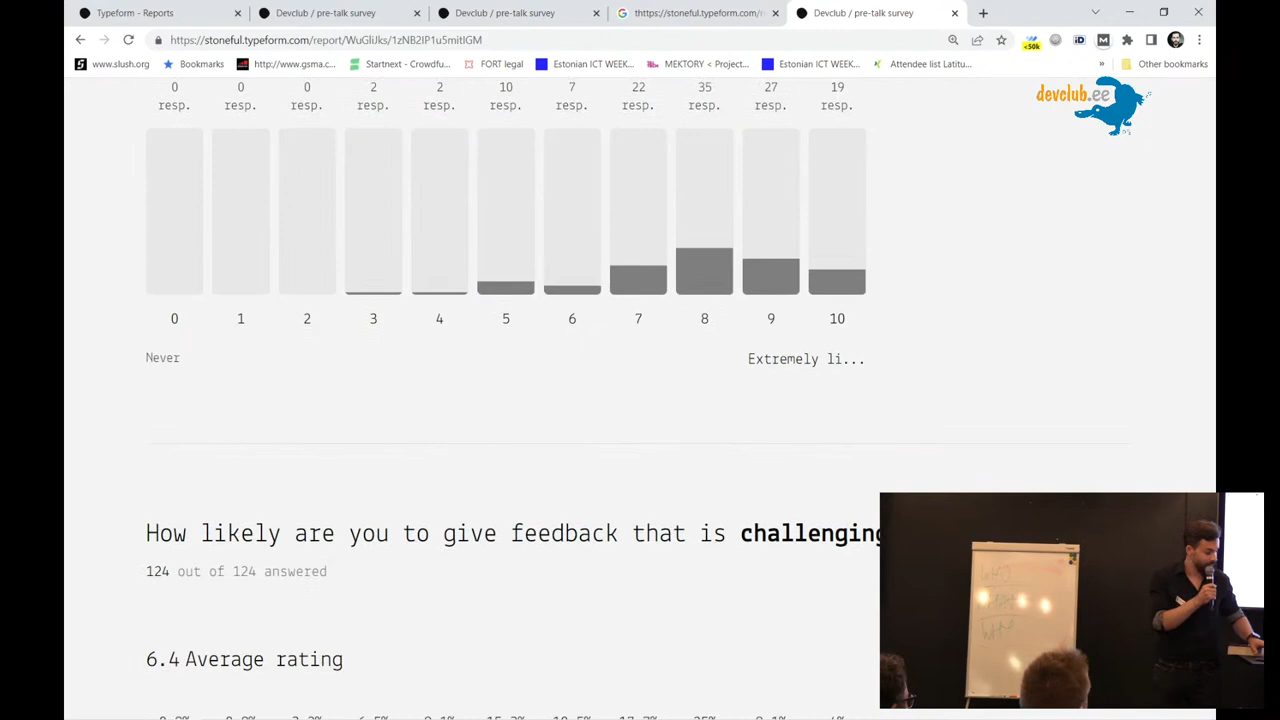 Typeform - Reports
Devclub / pre-talk survey
Devclub / pre-talk survey
thttps://stoneful.typeform.com/r
Devclub / pre-talk survey
https://stoneful.typeform.com/report/WuGliJks/1zNB2IP1u5mitIGM
<50k
iD
M
www.slush.org
Bookmarks
http://www.gsma.c...
Startnext - Crowdfu...
FORT legal
Estonian ICT WEEK...
MEKTORY < Project...
Estonian ICT WEEK...
Attendee list Latitu...
»
Other bookmarks
devclub.ee
0 0 0 2 2 10 7 22 35 27 19
resp. resp. resp. resp. resp. resp. resp. resp. resp. resp. resp.
0 1 2 3 4 5 6 7 8 9 10
Never
Extremely li...
How likely are you to give feedback that is challenging
124 out of 124 answered
6.4 Average rating